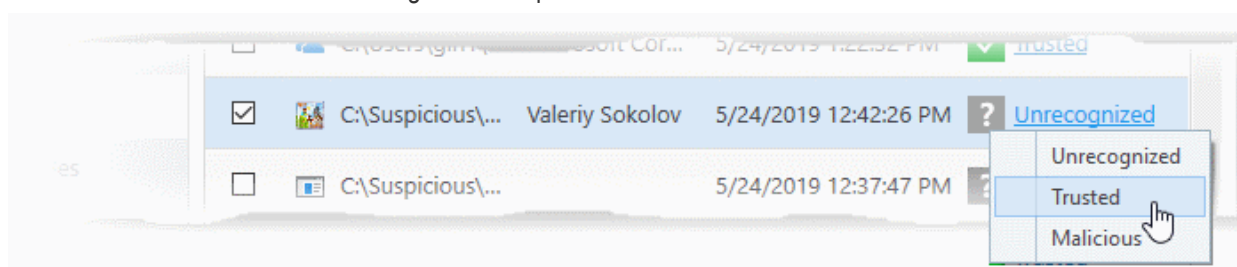 Trusted
C:\Suspicious\... Valeriy Sokolov 5/24/2019 12:42:26 PM ? Unrecognized
Unrecognized
C:\Suspicious\... 5/24/2019 12:37:47 PM ?
Trusted
Malicious